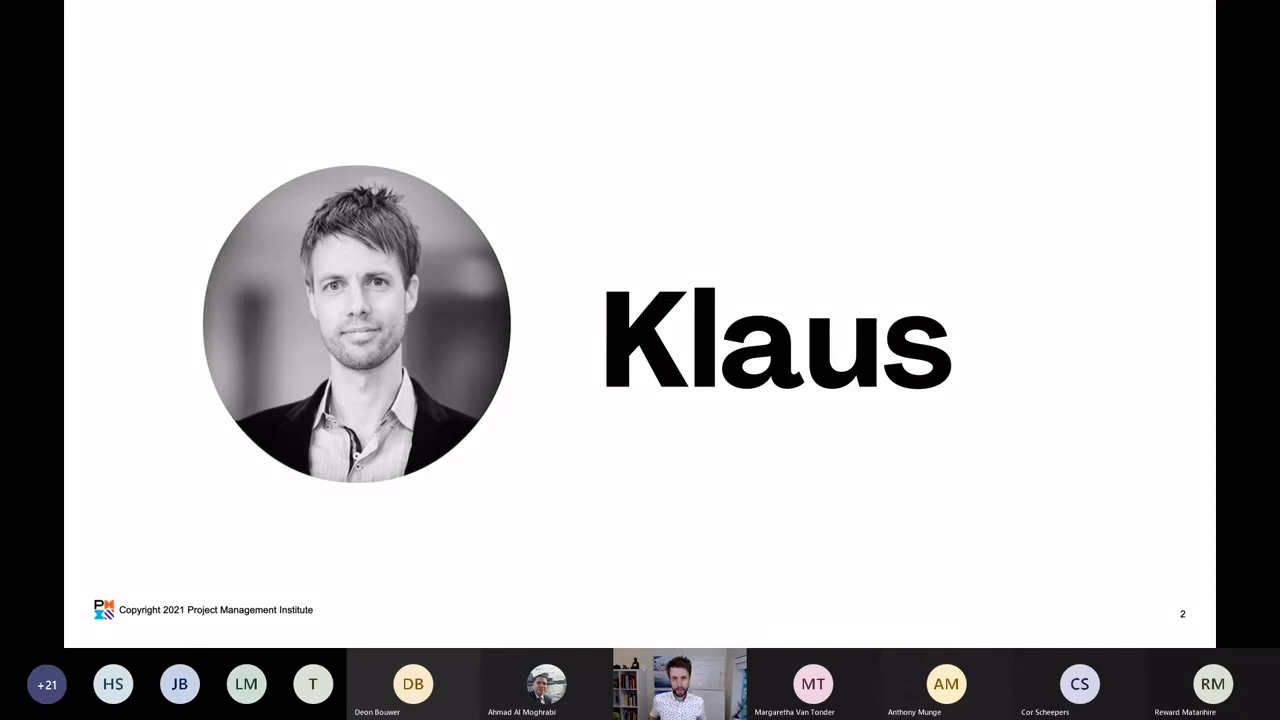 Klaus
PM
Copyright 2021 Project Management Institute
2
+21
HS
JB
LM
T
DB
MT
AM
CS
RM
Deon Bouwer
Ahmad Al Moghrabi
Margaretha Van Tonder
Anthony Munge
Cor Scheepers
Reward Matanhire